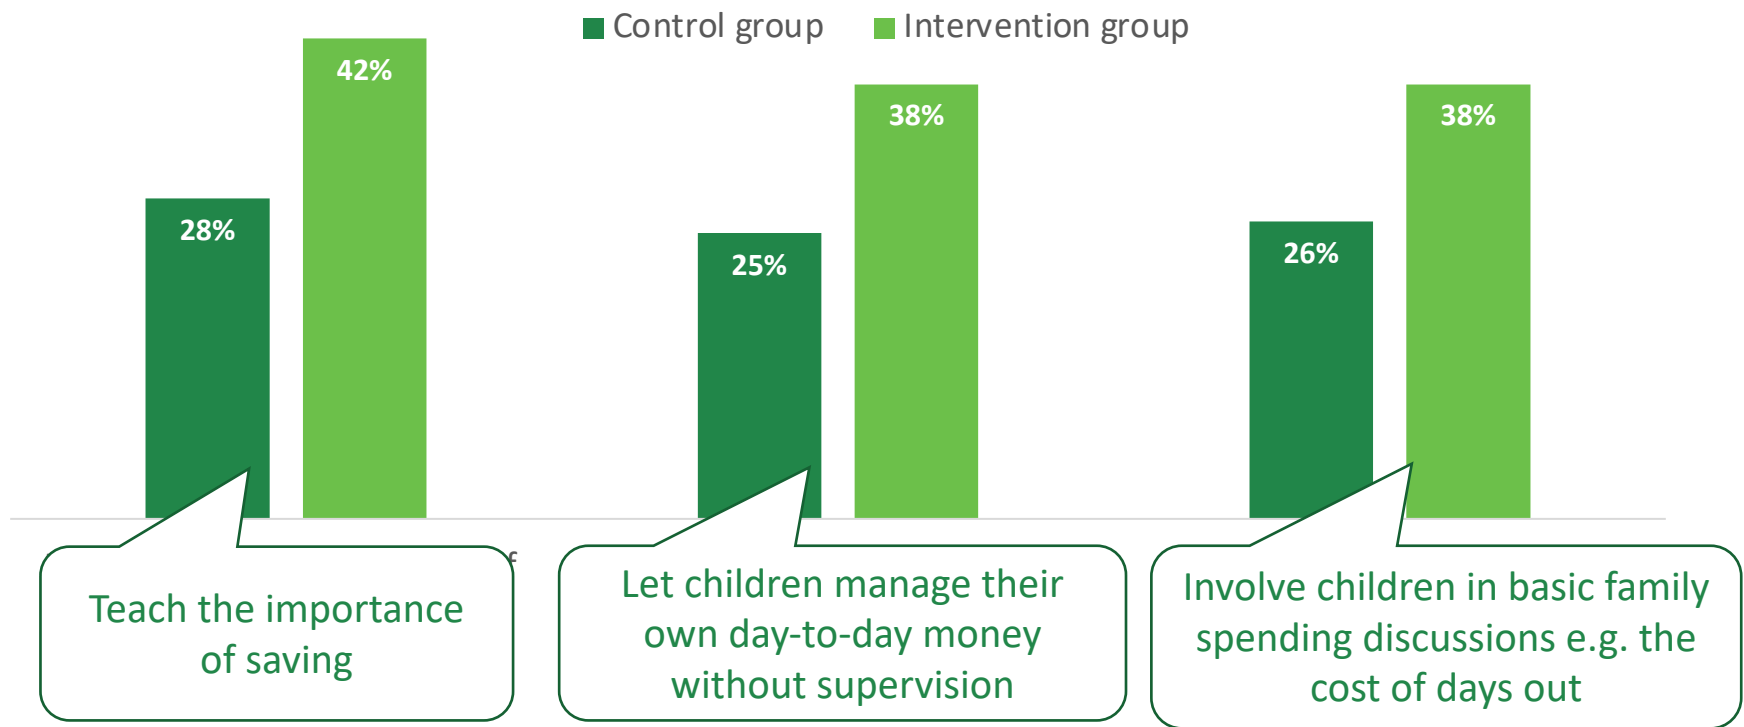 Control group
Intervention group
42%
38%
38%
28%
25%
26%
f
Teach the importance
of saving
Let children manage their
own day-to-day money
without supervision
Involve children in basic family
spending discussions e.g. the
cost of days out